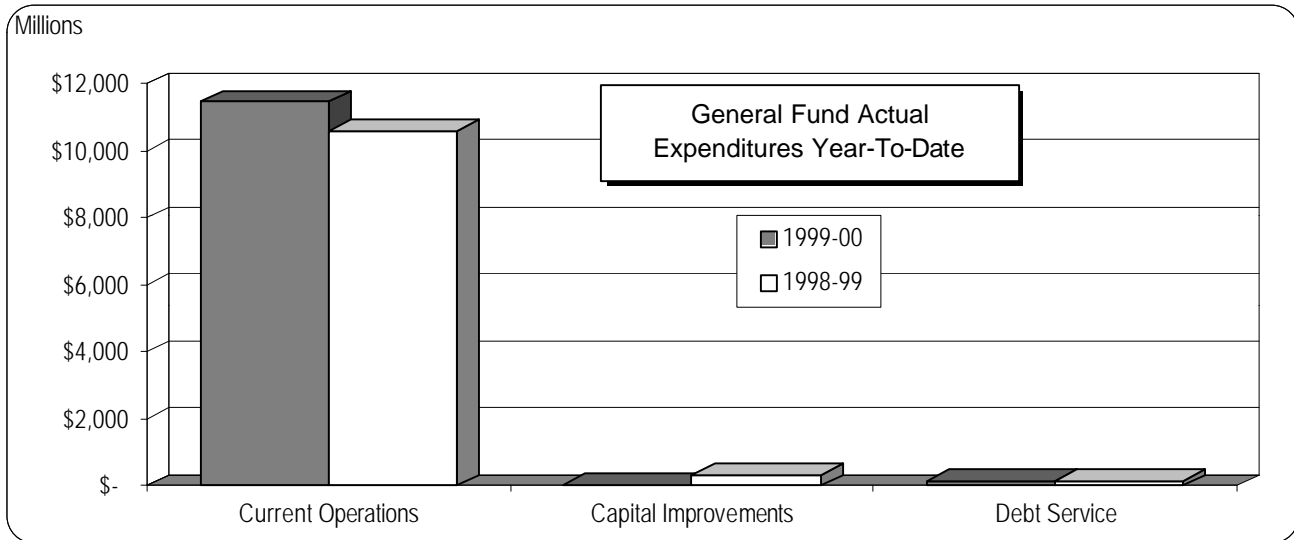 Millions
General Fund Actual
Expenditures Year-To-Date
1999-00
1998-99
$12,000
$10,000
$8,000
$6,000
$4,000
$2,000
$-
Current Operations Capital Improvements Debt Service